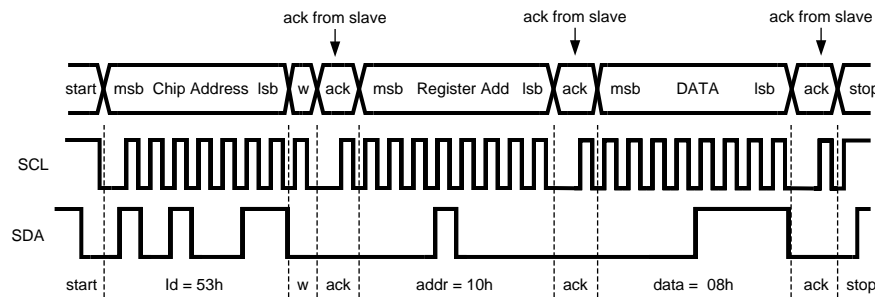 ack from slave ack from slave ack from slave
start msb Chip Address lsb w ack msb Register Add lsb ack msb DATA lsb ack stop
SCL
SDA
start Id = 53h w ack addr = 10h ack data = 08h ack stop